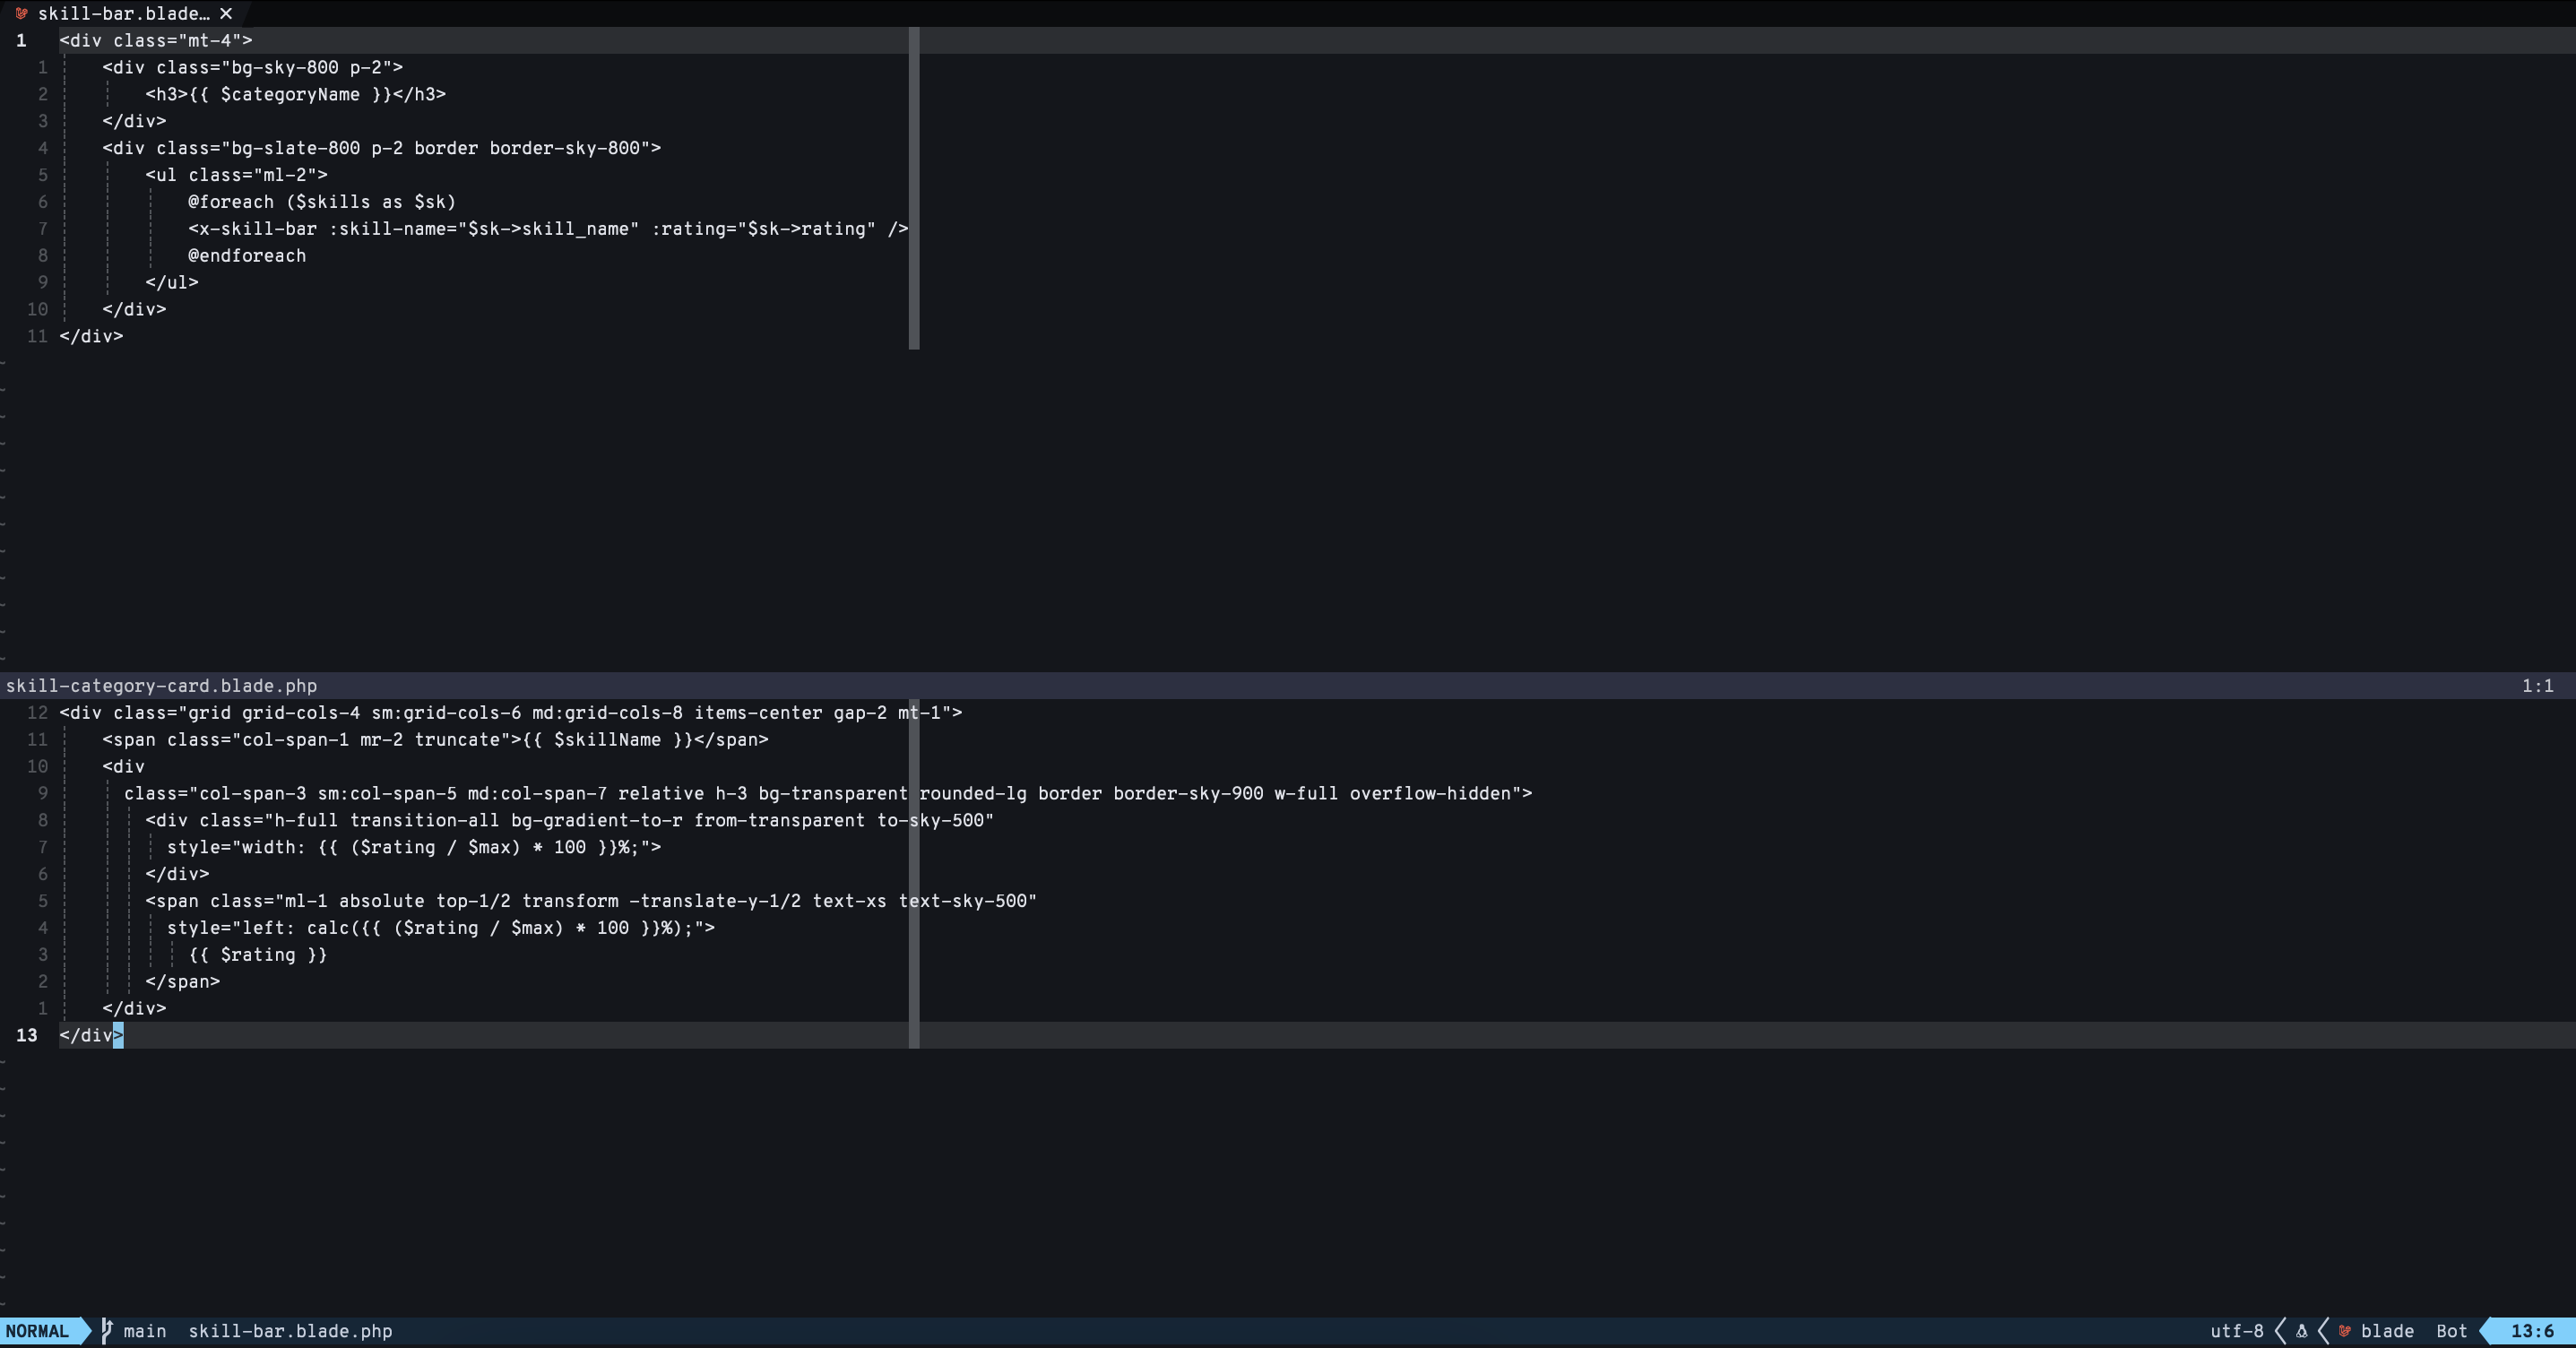 skill-bar.blade… ✕
1 <div class="mt-4">
1 <div class="bg-sky-800 p-2">
2 <h3>{{ $categoryName }}</h3>
3 </div>
4 <div class="bg-slate-800 p-2 border border-sky-800">
5 <ul class="ml-2">
6 @foreach ($skills as $sk)
7 <x-skill-bar :skill-name="$sk->skill_name" :rating="$sk->rating" />
8 @endforeach
9 </ul>
10 </div>
11 </div>
~
~
~
~
~
~
~
~
~
~
~
~
skill-category-card.blade.php 1:1
12 <div class="grid grid-cols-4 sm:grid-cols-6 md:grid-cols-8 items-center gap-2 mt-1">
11 <span class="col-span-1 mr-2 truncate">{{ $skillName }}</span>
10 <div
9 class="col-span-3 sm:col-span-5 md:col-span-7 relative h-3 bg-transparent rounded-lg border border-sky-900 w-full overflow-hidden">
8 <div class="h-full transition-all bg-gradient-to-r from-transparent to-sky-500"
7 style="width: {{ ($rating / $max) * 100 }}%;">
6 </div>
5 <span class="ml-1 absolute top-1/2 transform -translate-y-1/2 text-xs text-sky-500"
4 style="left: calc({{ ($rating / $max) * 100 }}%);">
3 {{ $rating }}
2 </span>
1 </div>
13 </div>
~
~
~
~
~
~
~
~
~
~
NORMAL main skill-bar.blade.php utf-8 blade Bot 13:6